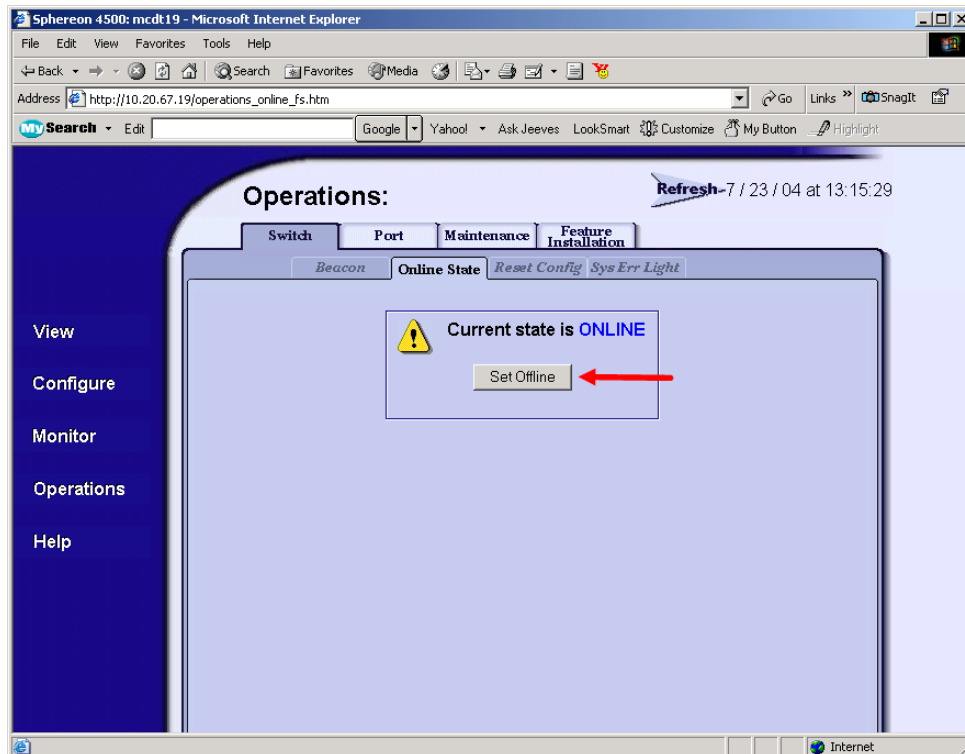 Sphereon 4500: mcdt19 - Microsoft Internet Explorer
File Edit View Favorites Tools Help
Back Search Favorites Media
Address http://10.20.67.19/operations_online_fs.htm Go Links » SnagIt
My Search Edit Google Yahoo! Ask Jeeves LookSmart Customize My Button Highlight
Operations:
Refresh-7 / 23 / 04 at 13:15:29
Switch Port Maintenance Feature Installation
Beacon Online State Reset Config Sys Err Light
Current state is ONLINE
Set Offline
View
Configure
Monitor
Operations
Help
Internet